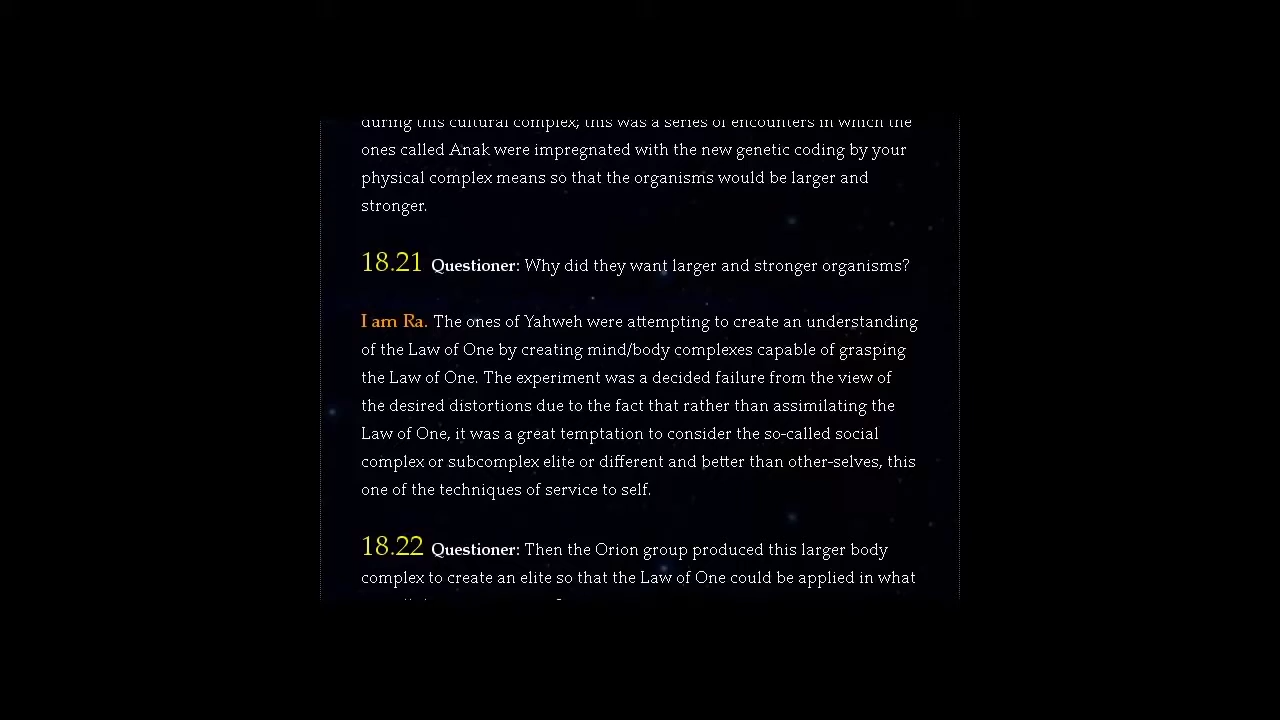 during this cultural complex; this was a series of encounters in which the
ones called Anak were impregnated with the new genetic coding by your
physical complex means so that the organisms would be larger and
stronger.
18.21 Questioner: Why did they want larger and stronger organisms?
I am Ra. The ones of Yahweh were attempting to create an understanding
of the Law of One by creating mind/body complexes capable of grasping
the Law of One. The experiment was a decided failure from the view of
the desired distortions due to the fact that rather than assimilating the
Law of One, it was a great temptation to consider the so-called social
complex or subcomplex elite or different and better than other-selves, this
one of the techniques of service to self.
18.22 Questioner: Then the Orion group produced this larger body
complex to create an elite so that the Law of One could be applied in what